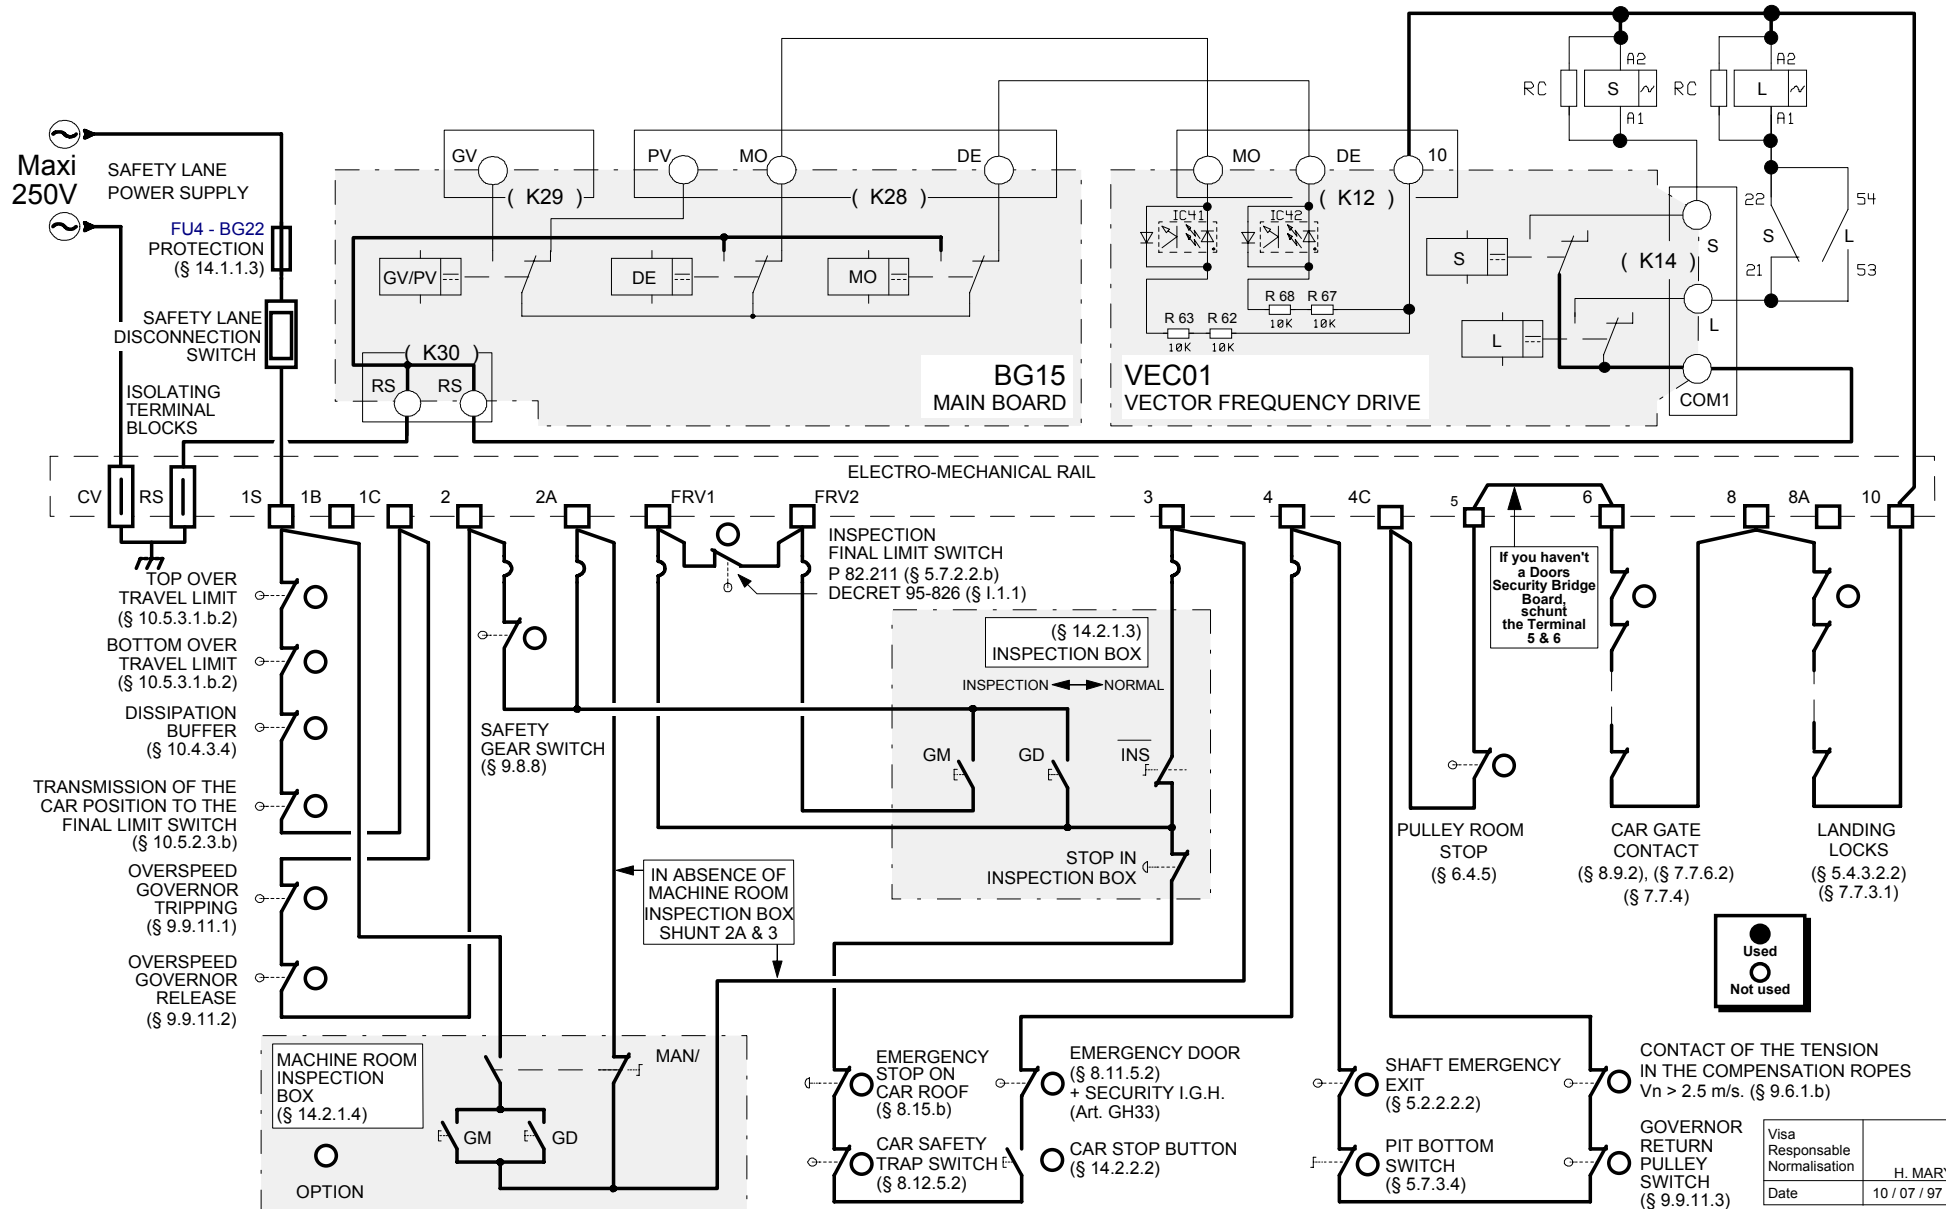 Maxi
250V
SAFETY LANE
POWER SUPPLY
FU4 - BG22
PROTECTION
(§ 14.1.1.3)
SAFETY LANE
DISCONNECTION
SWITCH
ISOLATING
TERMINAL
BLOCKS
GV
( K29 )
PV
MO
( K28 )
DE
GV/PV
DE
MO
( K30 )
RS
RS
BG15
MAIN BOARD
MO
DE
10
( K12 )
IC41
IC42
R 68
R 67
10K
10K
R 63
R 62
10K
10K
VEC01
VECTOR FREQUENCY DRIVE
S
L
( K14 )
S
L
COM1
RC
S
A2
A1
RC
L
A2
A1
22
S
21
54
L
53
ELECTRO-MECHANICAL RAIL
CV
RS
1S
1B
1C
2
2A
FRV1
FRV2
3
4
4C
5
6
8
8A
10
TOP OVER
TRAVEL LIMIT
(§ 10.5.3.1.b.2)
BOTTOM OVER
TRAVEL LIMIT
(§ 10.5.3.1.b.2)
DISSIPATION
BUFFER
(§ 10.4.3.4)
TRANSMISSION OF THE
CAR POSITION TO THE
FINAL LIMIT SWITCH
(§ 10.5.2.3.b)
OVERSPEED
GOVERNOR
TRIPPING
(§ 9.9.11.1)
OVERSPEED
GOVERNOR
RELEASE
(§ 9.9.11.2)
SAFETY
GEAR SWITCH
(§ 9.8.8)
INSPECTION
FINAL LIMIT SWITCH
P 82.211 (§ 5.7.2.2.b)
DECRET 95-826 (§ I.1.1)
(§ 14.2.1.3)
INSPECTION BOX
INSPECTION
NORMAL
GM
GD
INS
STOP IN
INSPECTION BOX
IN ABSENCE OF
MACHINE ROOM
INSPECTION BOX
SHUNT 2A & 3
If you haven't
a Doors
Security Bridge
Board,
schunt
the Terminal
5 & 6
PULLEY ROOM
STOP
(§ 6.4.5)
CAR GATE
CONTACT
(§ 8.9.2), (§ 7.7.6.2)
(§ 7.7.4)
LANDING
LOCKS
(§ 5.4.3.2.2)
(§ 7.7.3.1)
Used
Not used
MACHINE ROOM
INSPECTION
BOX
(§ 14.2.1.4)
OPTION
GM
GD
MAN/
EMERGENCY
STOP ON
CAR ROOF
(§ 8.15.b)
CAR SAFETY
TRAP SWITCH
(§ 8.12.5.2)
EMERGENCY DOOR
(§ 8.11.5.2)
+ SECURITY I.G.H.
(Art. GH33)
CAR STOP BUTTON
(§ 14.2.2.2)
SHAFT EMERGENCY
EXIT
(§ 5.2.2.2.2)
PIT BOTTOM
SWITCH
(§ 5.7.3.4)
CONTACT OF THE TENSION
IN THE COMPENSATION ROPES
Vn > 2.5 m/s. (§ 9.6.1.b)
GOVERNOR
RETURN
PULLEY
SWITCH
(§ 9.9.11.3)
Visa
Responsable
Normalisation
H. MARY
Date
10 / 07 / 97